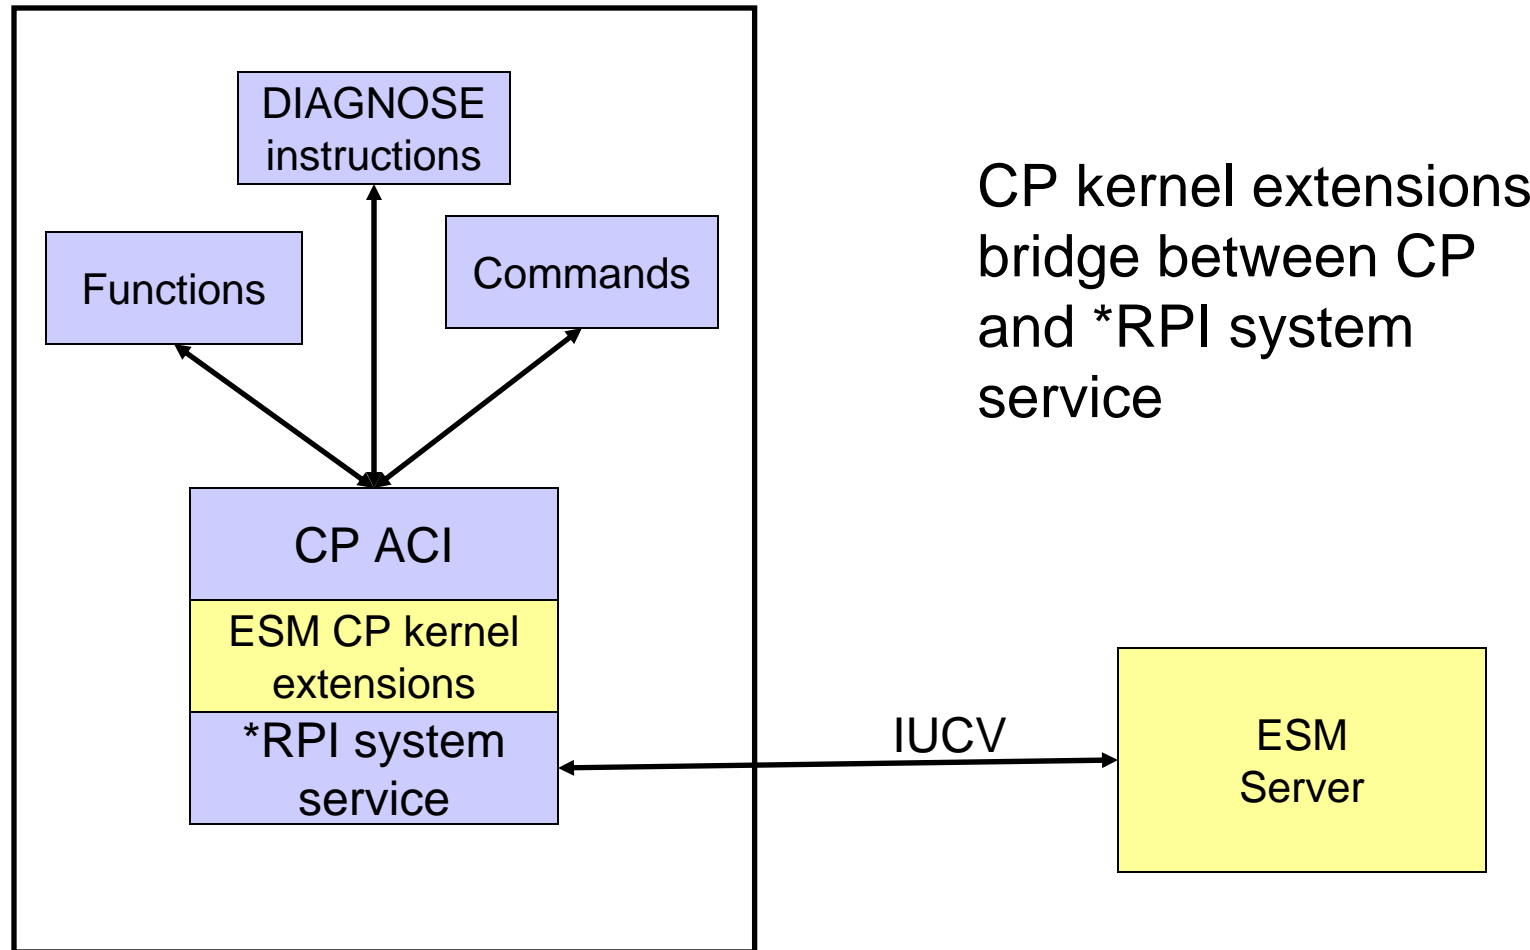 DIAGNOSE
instructions
Functions
Commands
CP kernel extensions
bridge between CP
and *RPI system
service
CP ACI
ESM CP kernel
extensions
*RPI system
service
IUCV
ESM
Server